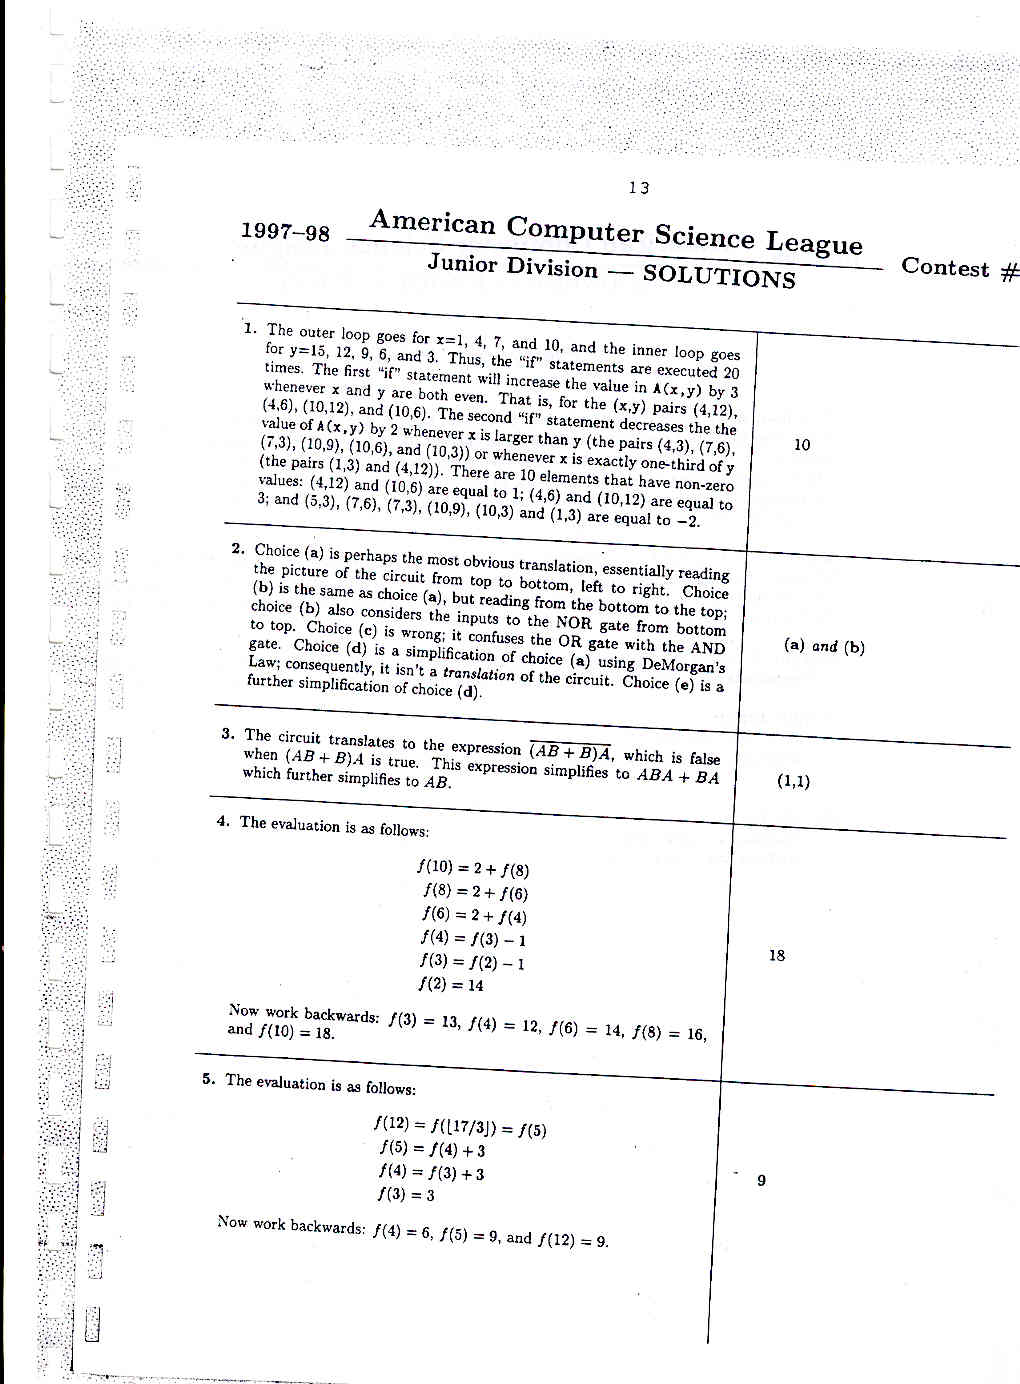 13
1997–98 American Computer Science League Contest #
Junior Division — SOLUTIONS
1. The outer loop goes for x=1, 4, 7, and 10, and the inner loop goes
for y=15, 12, 9, 6, and 3. Thus, the "if" statements are executed 20
times. The first "if" statement will increase the value in A(x,y) by 3
whenever x and y are both even. That is, for the (x,y) pairs (4,12),
(4,6), (10,12), and (10,6). The second "if" statement decreases the the
value of A(x,y) by 2 whenever x is larger than y (the pairs (4,3), (7,6),
(7,3), (10,9), (10,6), and (10,3)) or whenever x is exactly one-third of y
(the pairs (1,3) and (4,12)). There are 10 elements that have non-zero
values: (4,12) and (10,6) are equal to 1; (4,6) and (10,12) are equal to
3; and (5,3), (7,6), (7,3), (10,9), (10,3) and (1,3) are equal to −2.
10
2. Choice (a) is perhaps the most obvious translation, essentially reading
the picture of the circuit from top to bottom, left to right. Choice
(b) is the same as choice (a), but reading from the bottom to the top;
choice (b) also considers the inputs to the NOR gate from bottom
to top. Choice (c) is wrong; it confuses the OR gate with the AND
gate. Choice (d) is a simplification of choice (a) using DeMorgan's
Law; consequently, it isn't a translation of the circuit. Choice (e) is a
further simplification of choice (d).
(a) and (b)
3. The circuit translates to the expression \overline{(AB + B)A}, which is false
when (AB + B)A is true. This expression simplifies to ABA + BA
which further simplifies to AB.
(1,1)
4. The evaluation is as follows:
f(10) = 2 + f(8)
f(8) = 2 + f(6)
f(6) = 2 + f(4)
f(4) = f(3) − 1
f(3) = f(2) − 1
f(2) = 14
Now work backwards: f(3) = 13, f(4) = 12, f(6) = 14, f(8) = 16,
and f(10) = 18.
18
5. The evaluation is as follows:
f(12) = f(⌊17/3⌋) = f(5)
f(5) = f(4) + 3
f(4) = f(3) + 3
f(3) = 3
Now work backwards: f(4) = 6, f(5) = 9, and f(12) = 9.
9